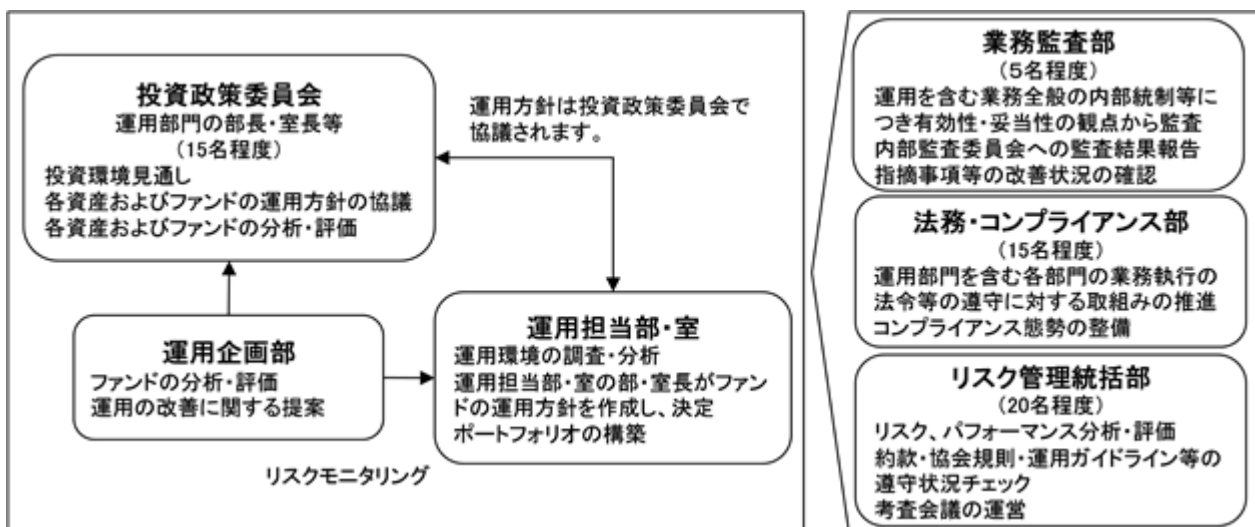 投資政策委員会
運用部門の部長・室長等
(15名程度)
投資環境見通し
各資産およびファンドの運用方針の協議
各資産およびファンドの分析・評価
運用方針は投資政策委員会で
協議されます。
運用企画部
ファンドの分析・評価
運用の改善に関する提案
運用担当部・室
運用環境の調査・分析
運用担当部・室の部・室長がファン
ドの運用方針を作成し、決定
ポートフォリオの構築
リスクモニタリング
業務監査部
(5名程度)
運用を含む業務全般の内部統制等に
つき有効性・妥当性の観点から監査
内部監査委員会への監査結果報告
指摘事項等の改善状況の確認
法務・コンプライアンス部
(15名程度)
運用部門を含む各部門の業務執行の
法令等の遵守に対する取組みの推進
コンプライアンス態勢の整備
リスク管理統括部
(20名程度)
リスク、パフォーマンス分析・評価
約款・協会規則・運用ガイドライン等の
遵守状況チェック
考査会議の運営